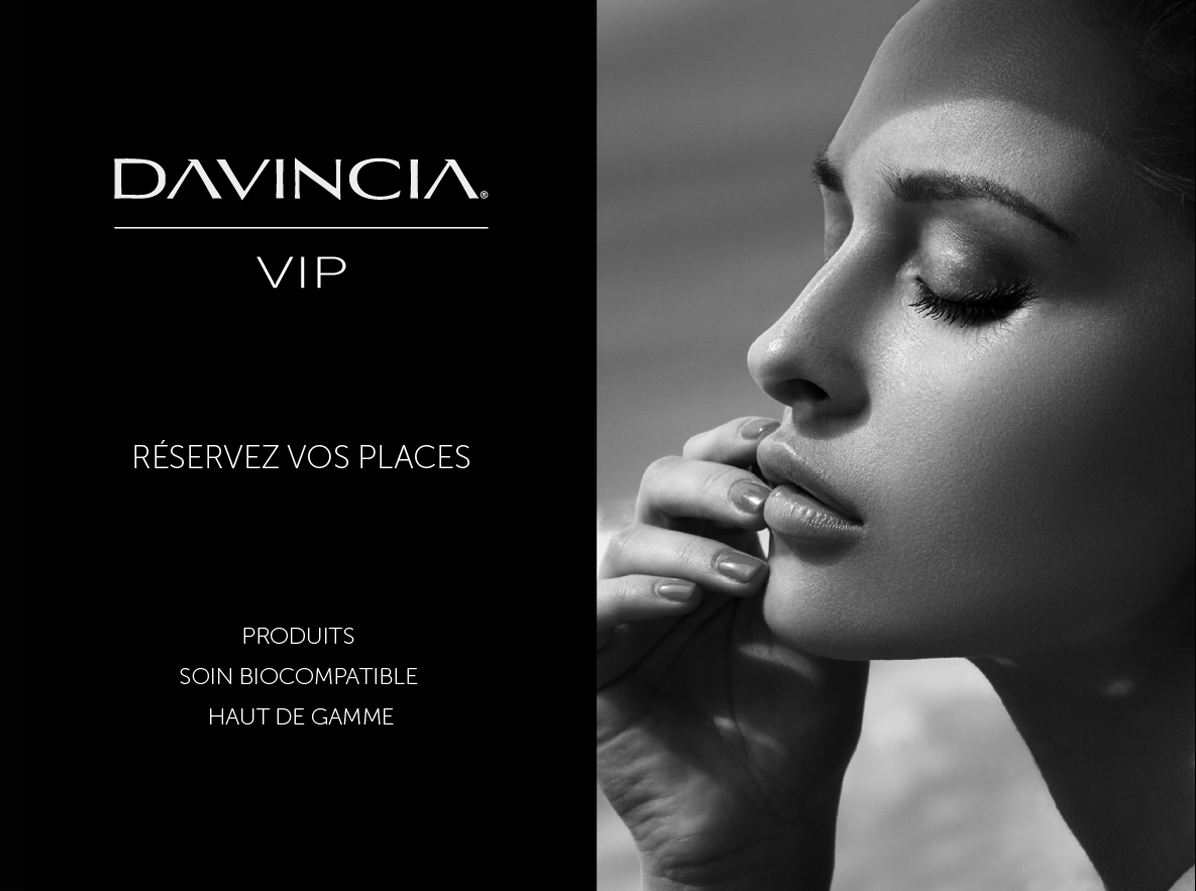 DAVINCIA®
VIP
RÉSERVEZ VOS PLACES
PRODUITS
SOIN BIOCOMPATIBLE
HAUT DE GAMME